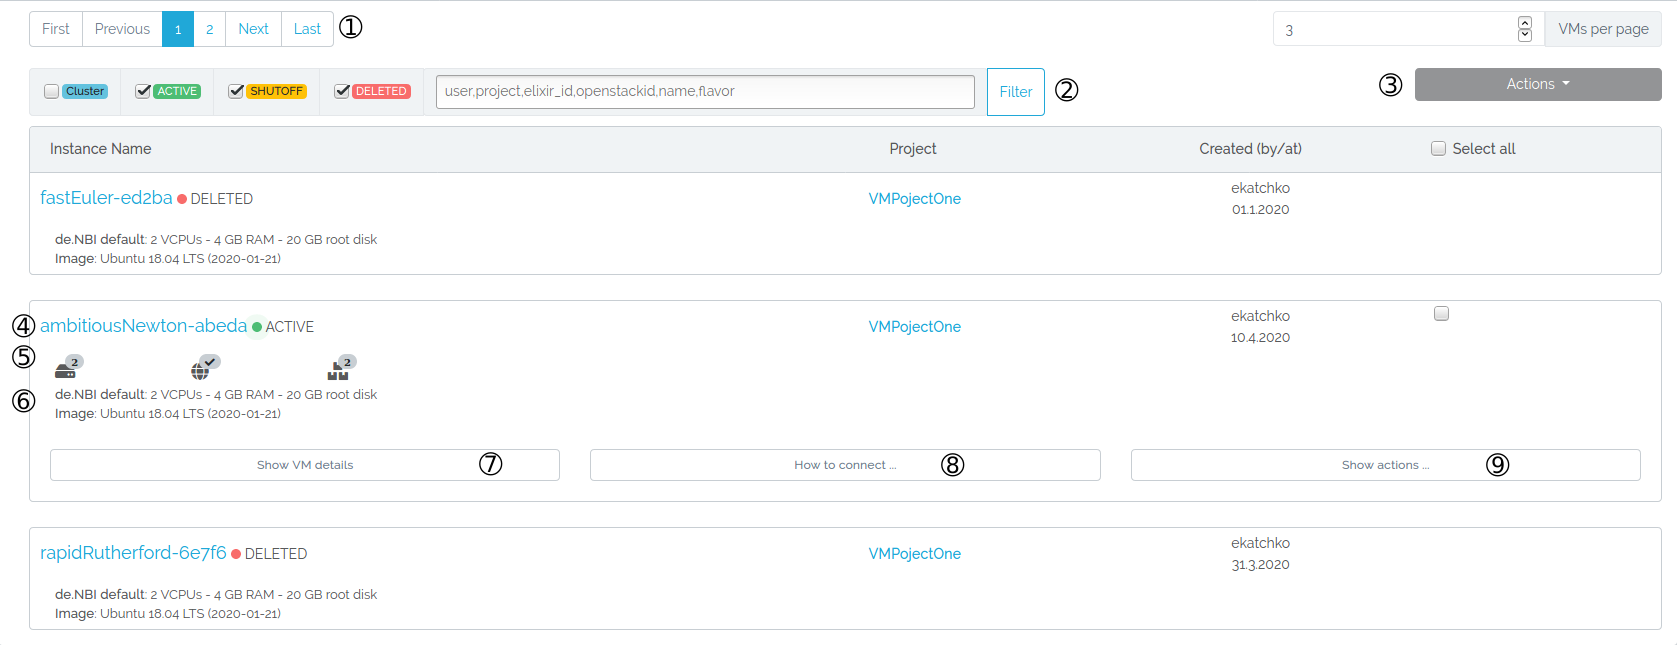 First Previous 1 2 Next Last ① 3 VMs per page
Cluster ACTIVE SHUTOFF DELETED user,project,elixir_id,openstackid,name,flavor Filter ② ③ Actions
Instance Name Project Created (by/at) Select all
fastEuler-ed2ba DELETED VMPojectOne ekatchko
01.1.2020
de.NBI default: 2 VCPUs - 4 GB RAM - 20 GB root disk
Image: Ubuntu 18.04 LTS (2020-01-21)
④ ambitiousNewton-abeda ACTIVE VMPojectOne ekatchko
10.4.2020
⑤ 2 2
⑥ de.NBI default: 2 VCPUs - 4 GB RAM - 20 GB root disk
Image: Ubuntu 18.04 LTS (2020-01-21)
Show VM details ⑦ How to connect ... ⑧ Show actions ... ⑨
rapidRutherford-6e7f6 DELETED VMPojectOne ekatchko
31.3.2020
de.NBI default: 2 VCPUs - 4 GB RAM - 20 GB root disk
Image: Ubuntu 18.04 LTS (2020-01-21)